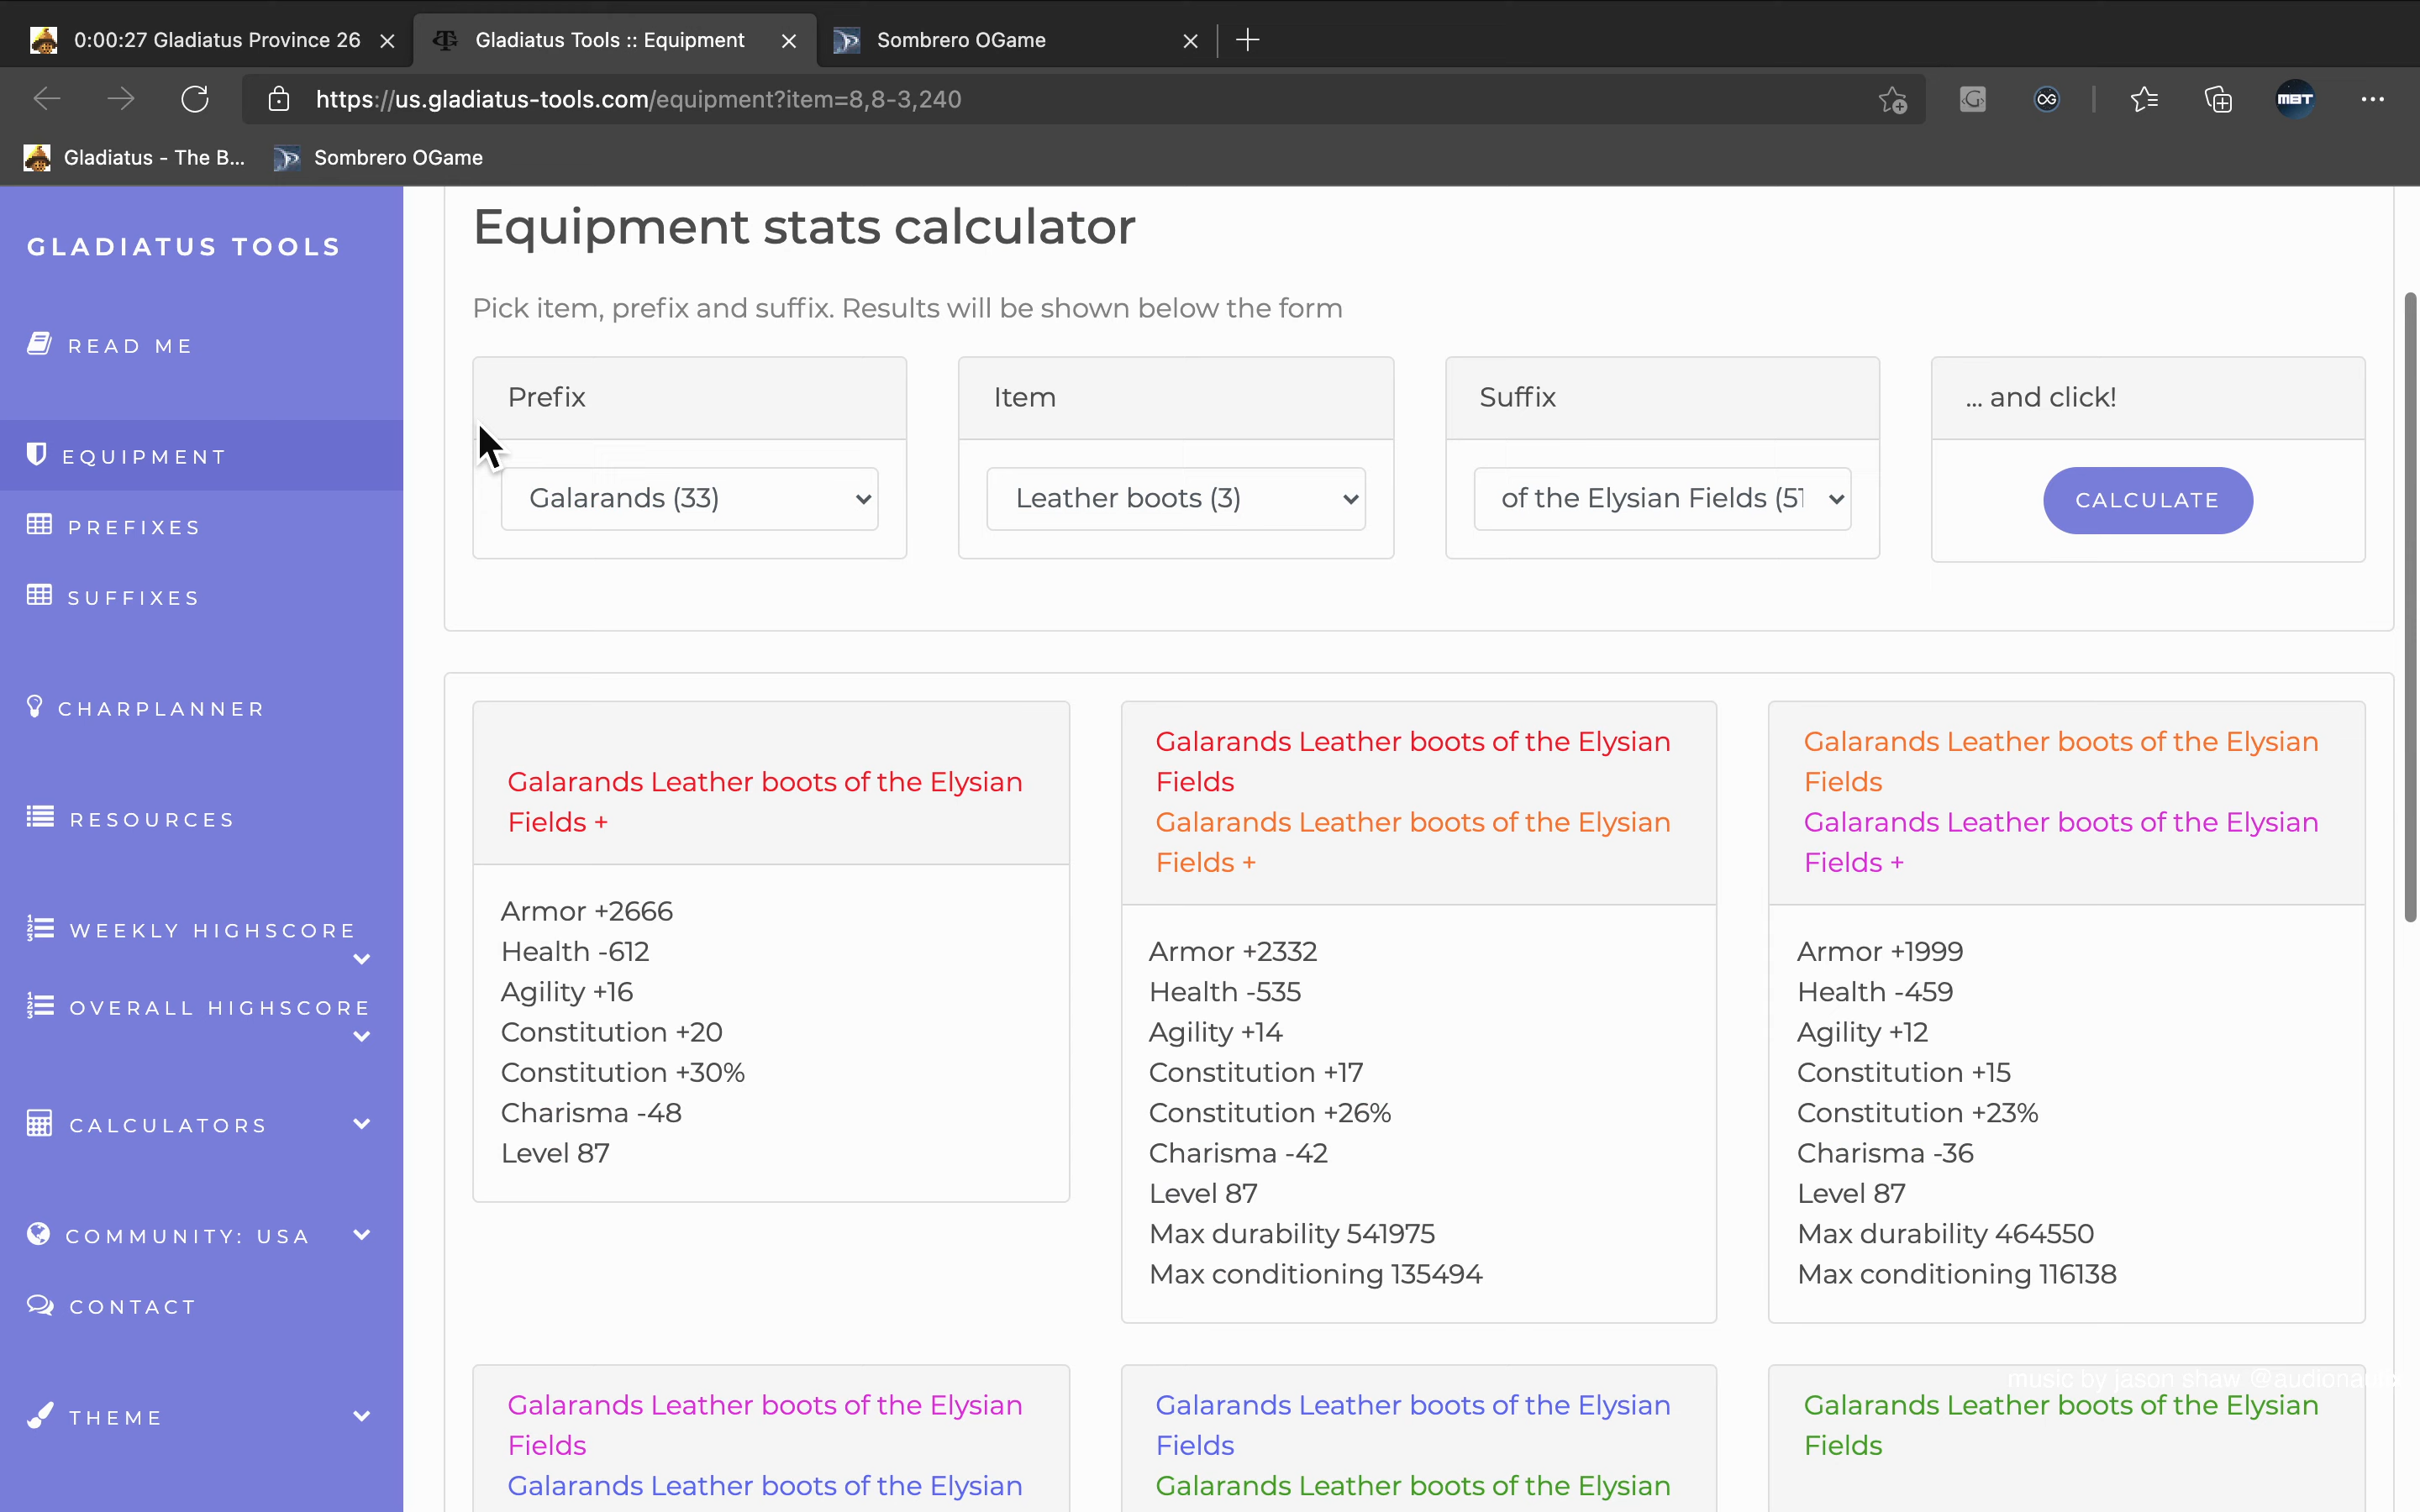 0:00:27 Gladiatus Province 26
Gladiatus Tools :: Equipment
Sombrero OGame
https://us.gladiatus-tools.com/equipment?item=8,8-3,240
MBT
Gladiatus - The B...
Sombrero OGame
GLADIATUS TOOLS
READ ME
EQUIPMENT
PREFIXES
SUFFIXES
CHARPLANNER
RESOURCES
WEEKLY HIGHSCORE
OVERALL HIGHSCORE
CALCULATORS
COMMUNITY: USA
CONTACT
THEME
Equipment stats calculator
Pick item, prefix and suffix. Results will be shown below the form
Prefix
Galarands (33)
Item
Leather boots (3)
Suffix
of the Elysian Fields (51
... and click!
CALCULATE
Galarands Leather boots of the Elysian
Fields +
Armor +2666
Health -612
Agility +16
Constitution +20
Constitution +30%
Charisma -48
Level 87
Galarands Leather boots of the Elysian
Fields
Galarands Leather boots of the Elysian
Fields +
Armor +2332
Health -535
Agility +14
Constitution +17
Constitution +26%
Charisma -42
Level 87
Max durability 541975
Max conditioning 135494
Galarands Leather boots of the Elysian
Fields
Galarands Leather boots of the Elysian
Fields +
Armor +1999
Health -459
Agility +12
Constitution +15
Constitution +23%
Charisma -36
Level 87
Max durability 464550
Max conditioning 116138
Galarands Leather boots of the Elysian
Fields
Galarands Leather boots of the Elysian
Galarands Leather boots of the Elysian
Fields
Galarands Leather boots of the Elysian
music by jason shaw
Galarands Leather boots of the Elysian
Fields